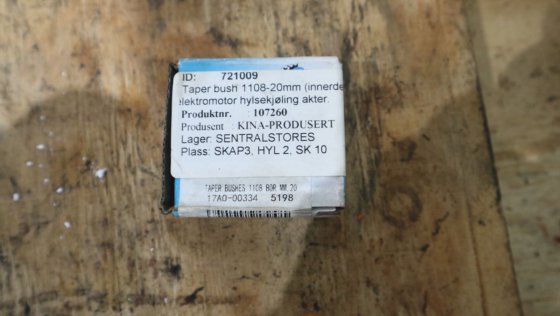 ID: 721009
Taper bush 1108-20mm (innerde
elektromotor hylsekjøling akter.
Produktnr. 107260
Produsent KINA-PRODUSERT
Lager: SENTRALSTORES
Plass: SKAP3, HYL 2, SK 10
TAPER BUSHES 1108 BOR MM 20
17A0-00334 5198